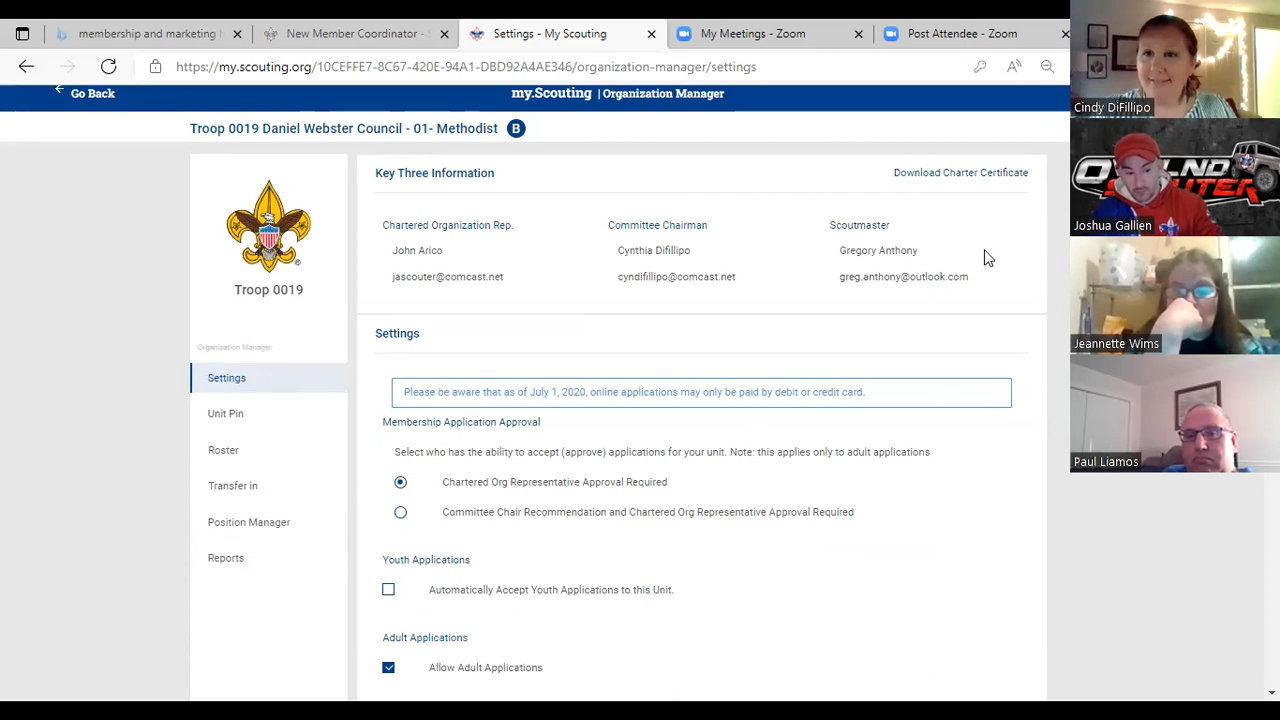 membership and marketing h
New Member Coordinator -
Settings - My Scouting
My Meetings - Zoom
Post Attendee - Zoom
https://my.scouting.org/10CEFFE7-8C67-420E-94A1-DBD92A4AE346/organization-manager/settings
Go Back
my.Scouting | Organization Manager
Troop 0019 Daniel Webster Council - 01- Methodist B
Key Three Information
Download Charter Certificate
Chartered Organization Rep.
Committee Chairman
Scoutmaster
John Arico
Cynthia Difillipo
Gregory Anthony
jascouter@comcast.net
cyndifillipo@comcast.net
greg.anthony@outlook.com
Troop 0019
Organization Manager
Settings
Unit Pin
Roster
Transfer in
Position Manager
Reports
Settings
Please be aware that as of July 1, 2020, online applications may only be paid by debit or credit card.
Membership Application Approval
Select who has the ability to accept (approve) applications for your unit. Note: this applies only to adult applications
Chartered Org Representative Approval Required
Committee Chair Recommendation and Chartered Org Representative Approval Required
Youth Applications
Automatically Accept Youth Applications to this Unit.
Adult Applications
Allow Adult Applications
Cindy DiFillipo
SCOUTER
Joshua Gallien
Jeannette Wims
Paul Liamos